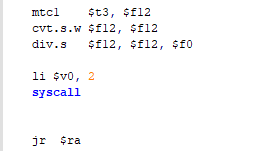 mtc1 $t3, $f12
cvt.s.w $f12, $f12
div.s $f12, $f12, $f0
li $v0, 2
syscall
jr $ra